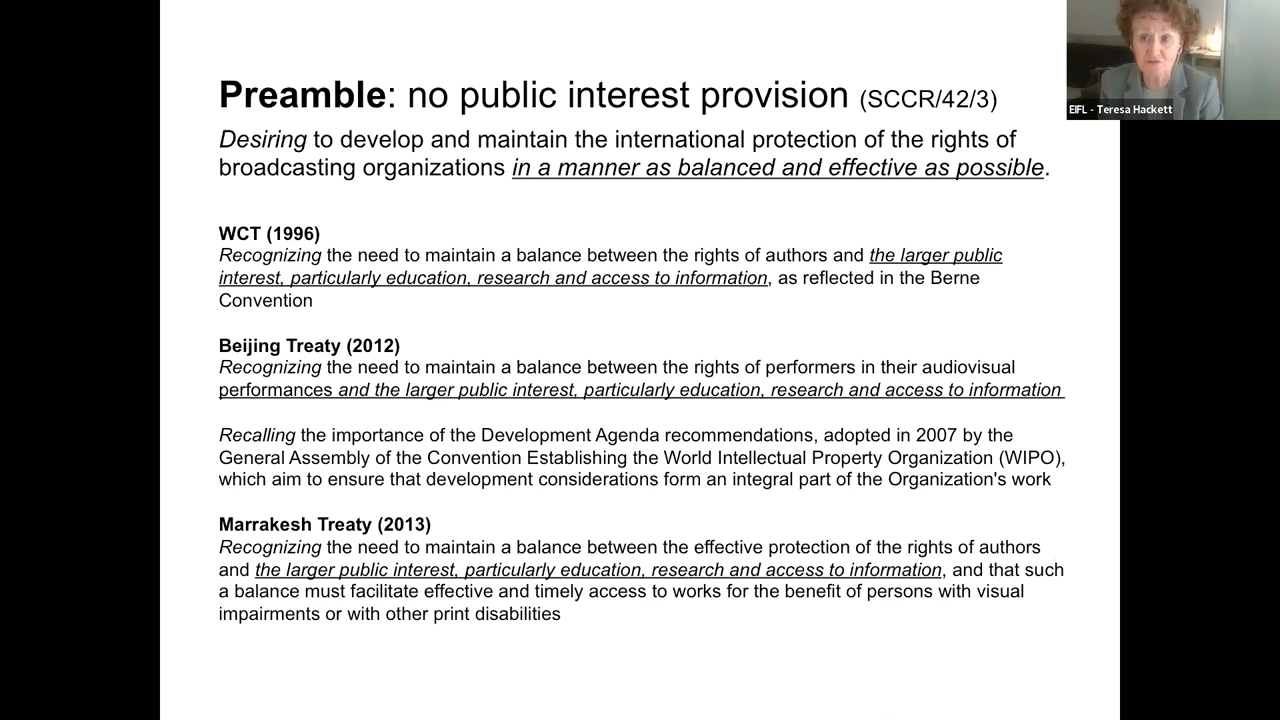 Preamble: no public interest provision (SCCR/42/3)
Desiring to develop and maintain the international protection of the rights of
broadcasting organizations in a manner as balanced and effective as possible.
WCT (1996)
Recognizing the need to maintain a balance between the rights of authors and the larger public
interest, particularly education, research and access to information, as reflected in the Berne
Convention
Beijing Treaty (2012)
Recognizing the need to maintain a balance between the rights of performers in their audiovisual
performances and the larger public interest, particularly education, research and access to information
Recalling the importance of the Development Agenda recommendations, adopted in 2007 by the
General Assembly of the Convention Establishing the World Intellectual Property Organization (WIPO),
which aim to ensure that development considerations form an integral part of the Organization's work
Marrakesh Treaty (2013)
Recognizing the need to maintain a balance between the effective protection of the rights of authors
and the larger public interest, particularly education, research and access to information, and that such
a balance must facilitate effective and timely access to works for the benefit of persons with visual
impairments or with other print disabilities
EIFL - Teresa Hackett